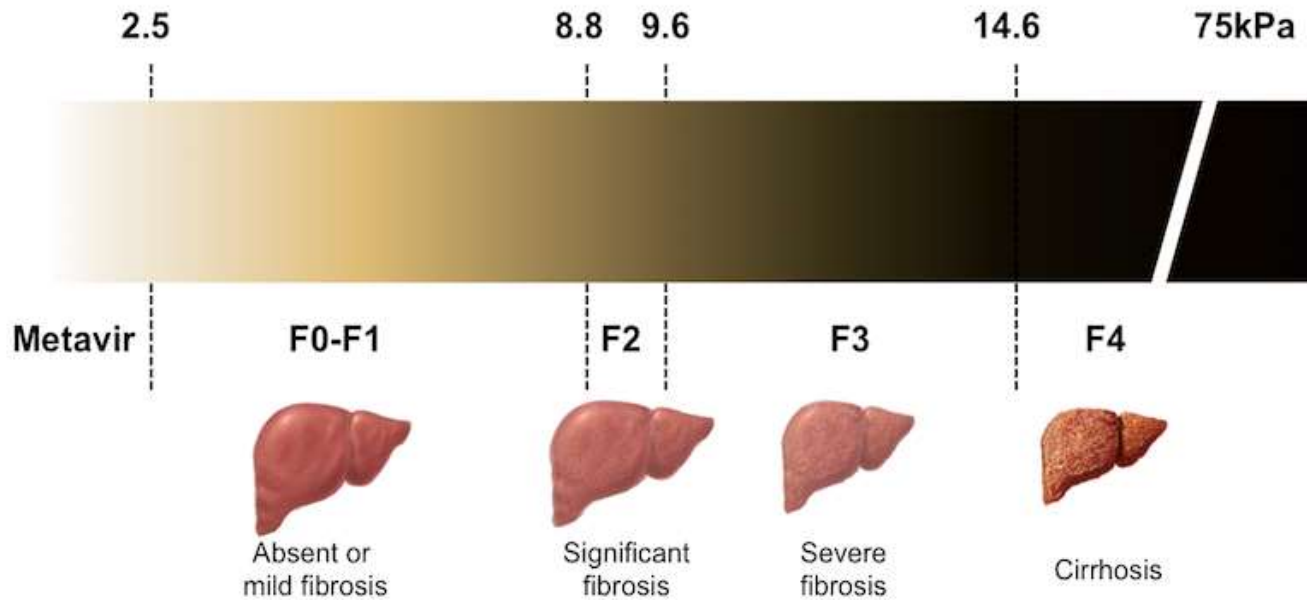 2.5 8.8 9.6 14.6 75kPa
Metavir F0-F1 F2 F3 F4
Absent or mild fibrosis
Significant fibrosis
Severe fibrosis
Cirrhosis